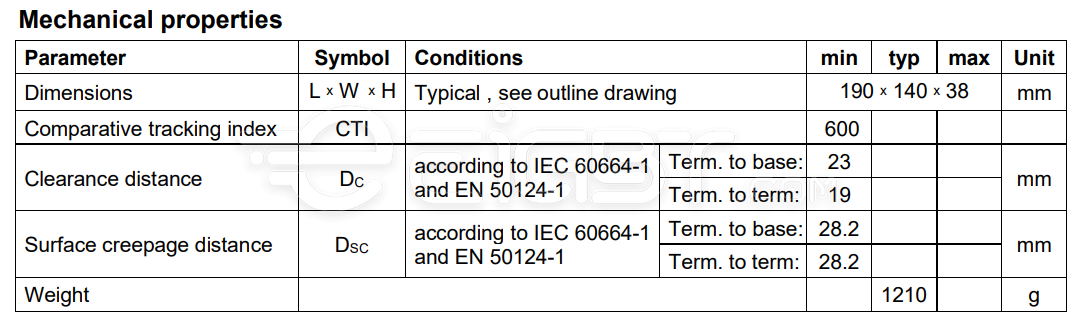 Mechanical properties
Parameter Symbol Conditions min typ max Unit
Dimensions L x W x H Typical , see outline drawing 190 x 140 x 38 mm
Comparative tracking index CTI 600
Clearance distance DC according to IEC 60664-1 and EN 50124-1 Term. to base: 23 mm
Term. to term: 19
Surface creepage distance DSC according to IEC 60664-1 and EN 50124-1 Term. to base: 28.2 mm
Term. to term: 28.2
Weight 1210 g